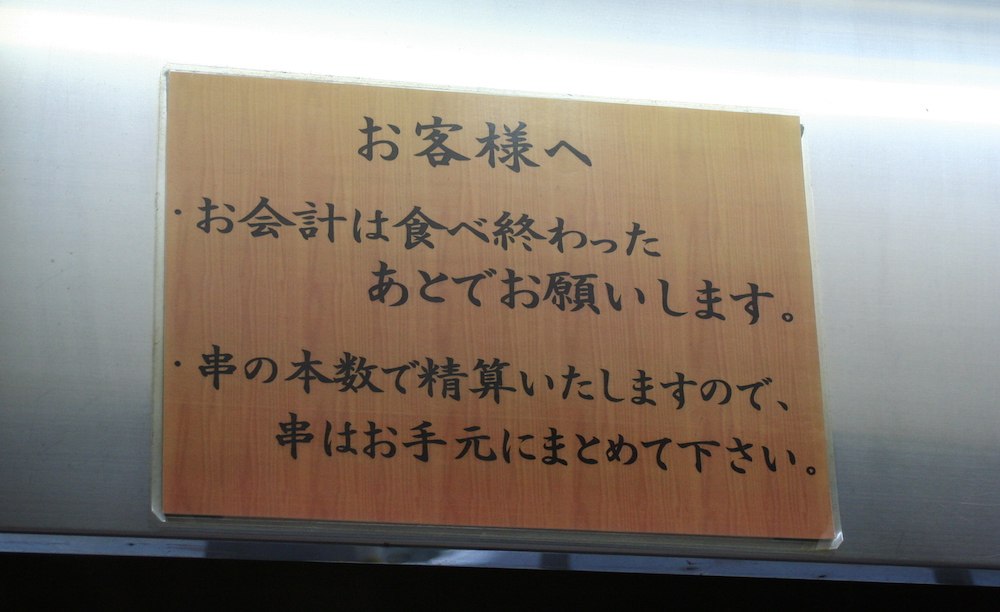 お客様へ
・お会計は食べ終わった
あとでお願いします。
・串の本数で精算いたしますので、
串はお手元にまとめて下さい。